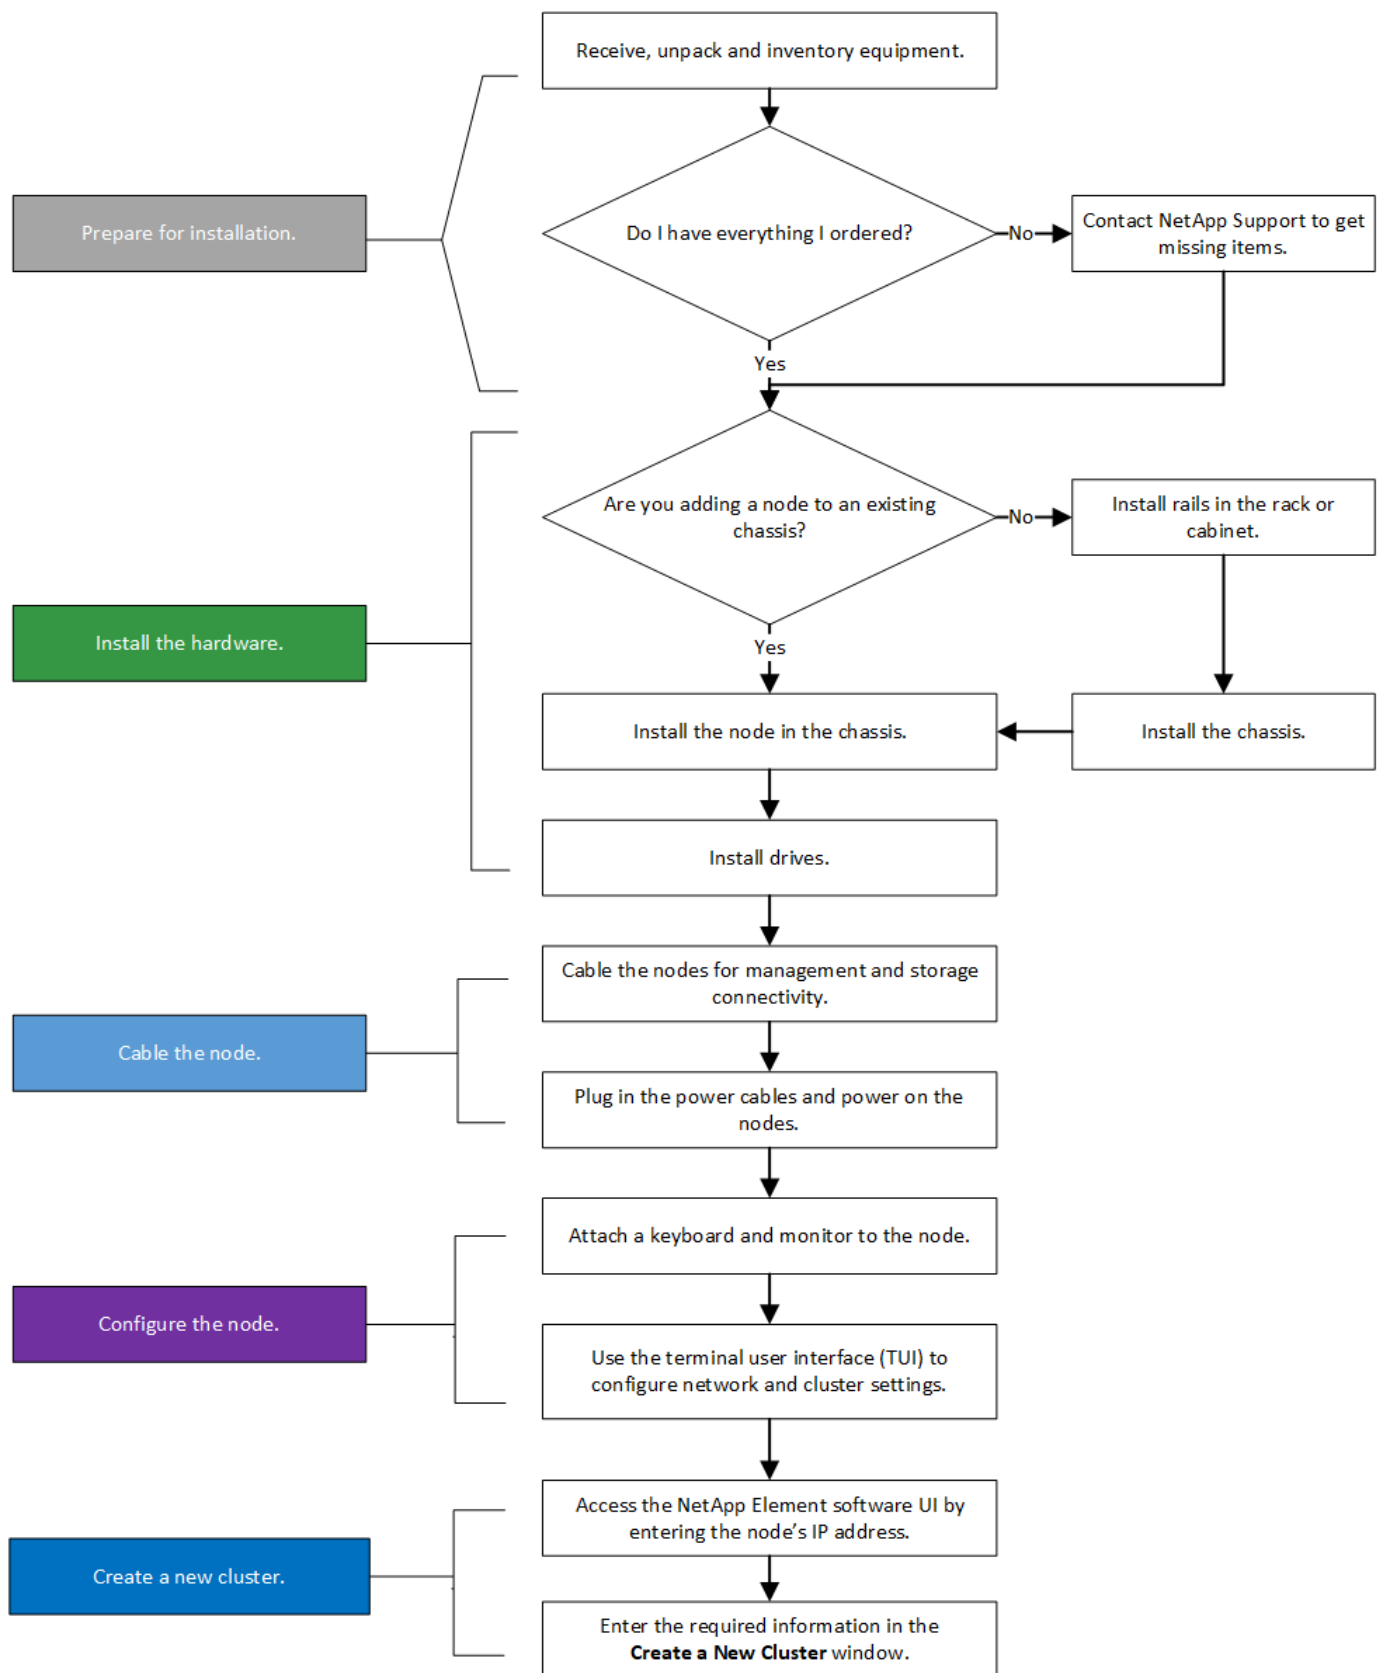 Receive, unpack and inventory equipment.
Prepare for installation.
Do I have everything I ordered?
No
Contact NetApp Support to get
missing items.
Yes
Are you adding a node to an existing
chassis?
No
Install rails in the rack or
cabinet.
Install the hardware.
Yes
Install the node in the chassis.
Install the chassis.
Install drives.
Cable the nodes for management and storage
connectivity.
Cable the node.
Plug in the power cables and power on the
nodes.
Attach a keyboard and monitor to the node.
Configure the node.
Use the terminal user interface (TUI) to
configure network and cluster settings.
Access the NetApp Element software UI by
entering the node’s IP address.
Create a new cluster.
Enter the required information in the
Create a New Cluster window.